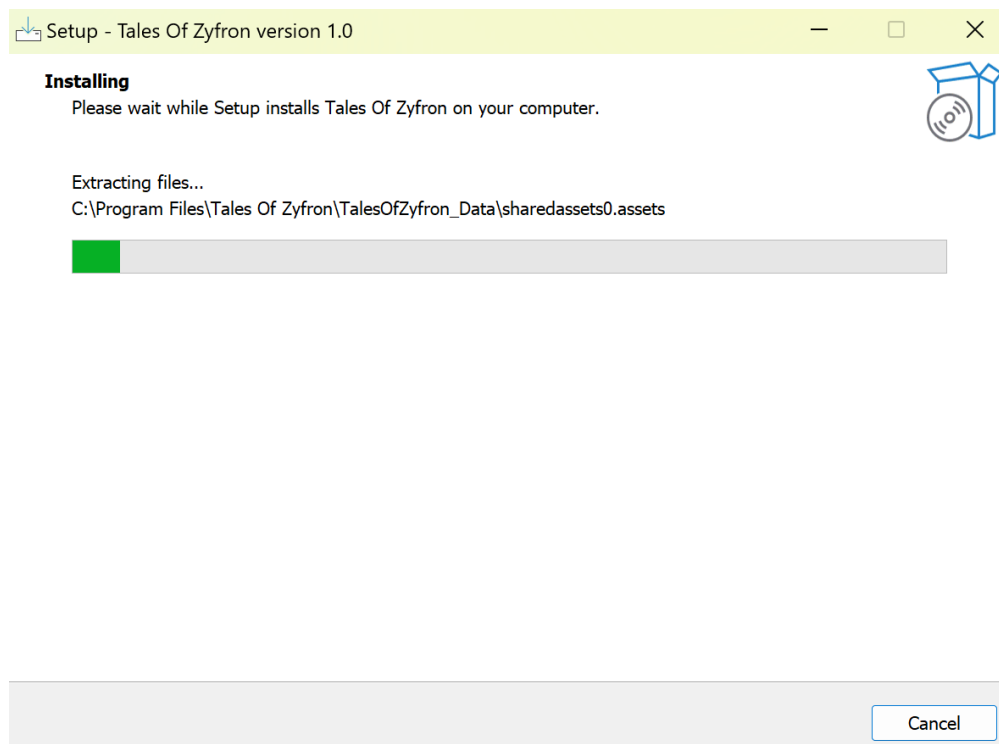 Setup - Tales Of Zyfron version 1.0
Installing
Please wait while Setup installs Tales Of Zyfron on your computer.
Extracting files...
C:\Program Files\Tales Of Zyfron\TalesOfZyfron_Data\sharedassets0.assets
Cancel